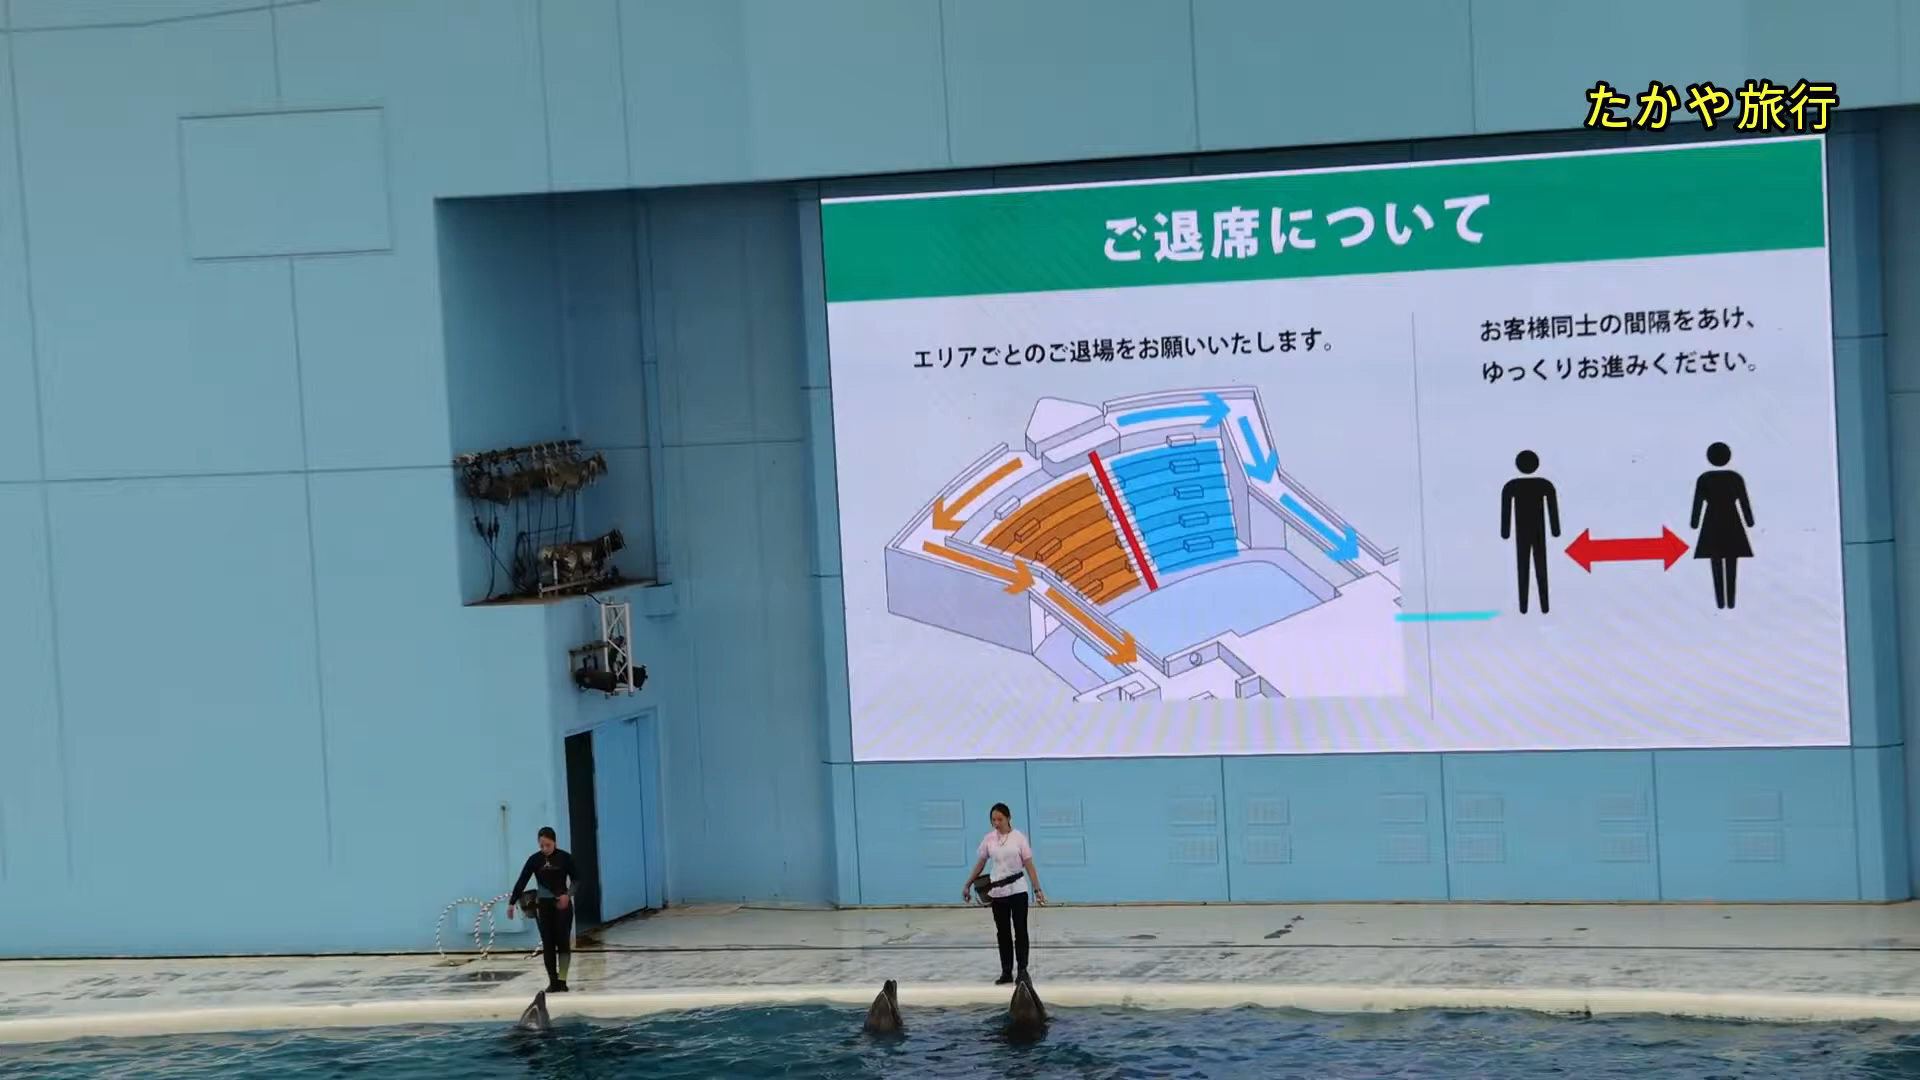 たかや旅行
ご退席について
エリアごとのご退場をお願いいたします。
お客様同士の間隔をあけ、
ゆっくりお進みください。